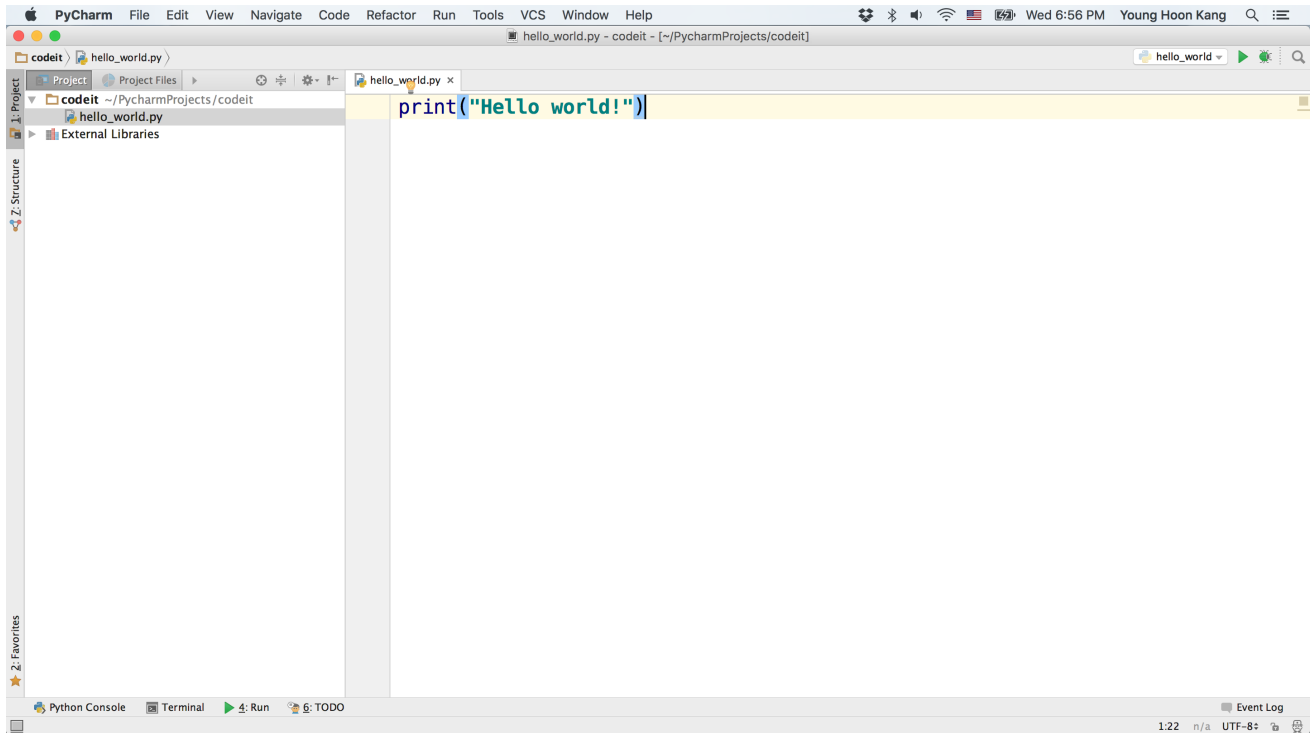 PyCharm File Edit View Navigate Code Refactor Run Tools VCS Window Help Wed 6:56 PM Young Hoon Kang
hello_world.py - codeit - [~/PycharmProjects/codeit]
codeit hello_world.py hello_world
Project Project Files hello_world.py
codeit ~/PycharmProjects/codeit
print("Hello world!")
hello_world.py
External Libraries
1: Project
Z: Structure
2: Favorites
Python Console Terminal 4: Run 6: TODO Event Log
1:22 n/a UTF-8